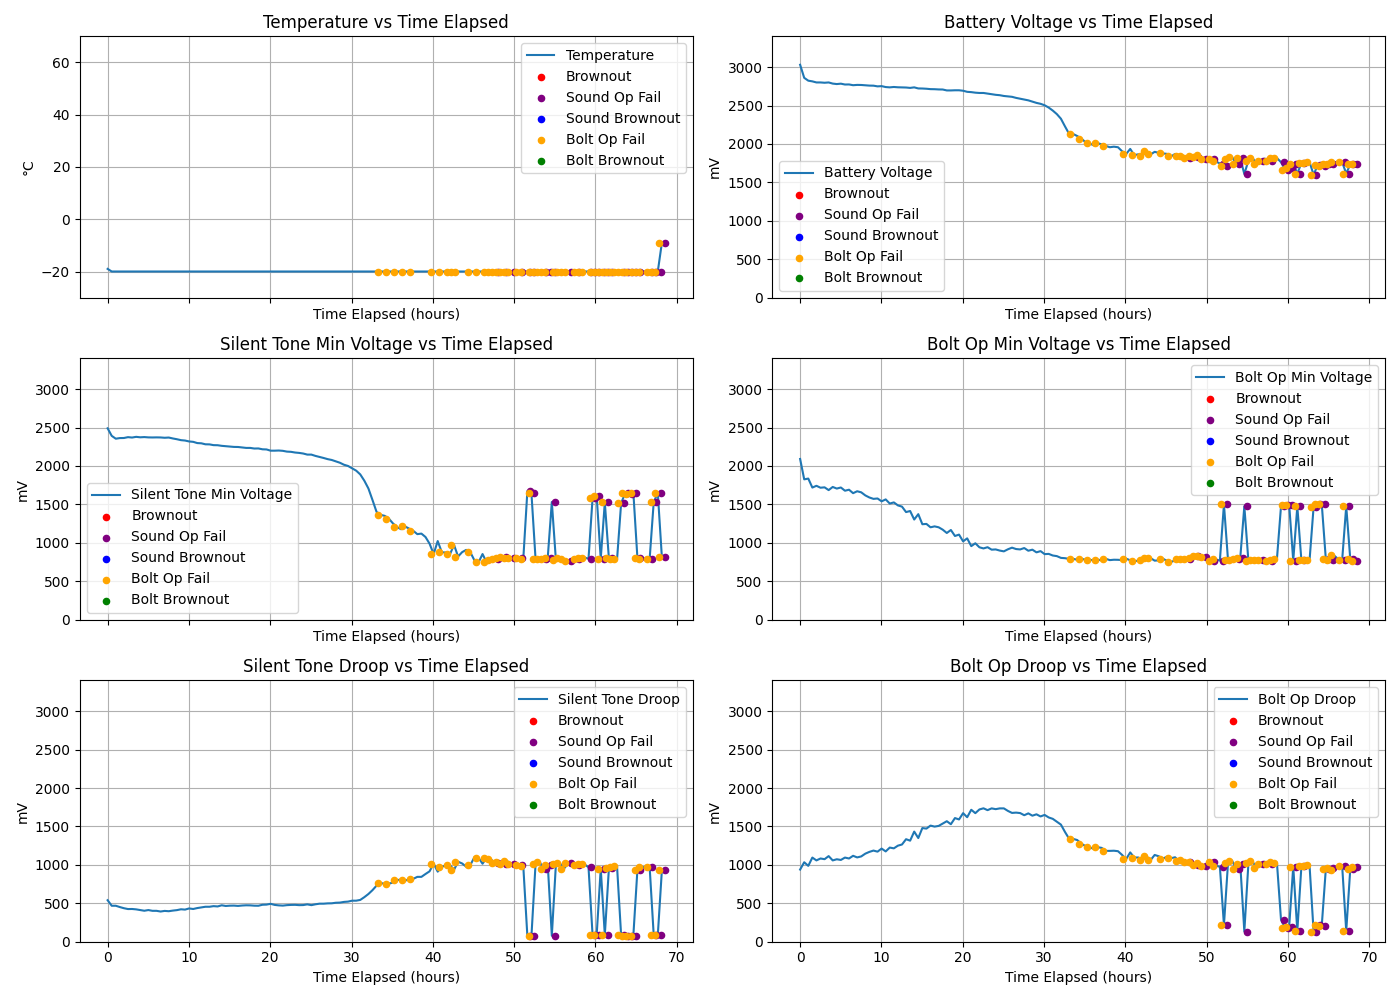 Temperature vs Time Elapsed
60
40
20
0
−20
°C
Time Elapsed (hours)
Temperature
Brownout
Sound Op Fail
Sound Brownout
Bolt Op Fail
Bolt Brownout
Battery Voltage vs Time Elapsed
3000
2500
2000
1500
1000
500
0
mV
Time Elapsed (hours)
Battery Voltage
Brownout
Sound Op Fail
Sound Brownout
Bolt Op Fail
Bolt Brownout
Silent Tone Min Voltage vs Time Elapsed
3000
2500
2000
1500
1000
500
0
mV
Time Elapsed (hours)
Silent Tone Min Voltage
Brownout
Sound Op Fail
Sound Brownout
Bolt Op Fail
Bolt Brownout
Bolt Op Min Voltage vs Time Elapsed
3000
2500
2000
1500
1000
500
0
mV
Time Elapsed (hours)
Bolt Op Min Voltage
Brownout
Sound Op Fail
Sound Brownout
Bolt Op Fail
Bolt Brownout
Silent Tone Droop vs Time Elapsed
3000
2500
2000
1500
1000
500
0
mV
0 10 20 30 40 50 60 70
Time Elapsed (hours)
Silent Tone Droop
Brownout
Sound Op Fail
Sound Brownout
Bolt Op Fail
Bolt Brownout
Bolt Op Droop vs Time Elapsed
3000
2500
2000
1500
1000
500
0
mV
0 10 20 30 40 50 60 70
Time Elapsed (hours)
Bolt Op Droop
Brownout
Sound Op Fail
Sound Brownout
Bolt Op Fail
Bolt Brownout